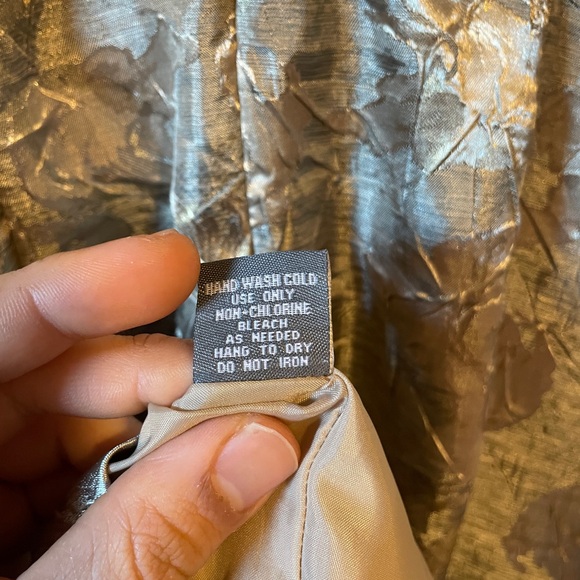 HAND WASH COLD
USE ONLY
NON-CHLORINE
BLEACH
AS NEEDED
HANG TO DRY
DO NOT IRON